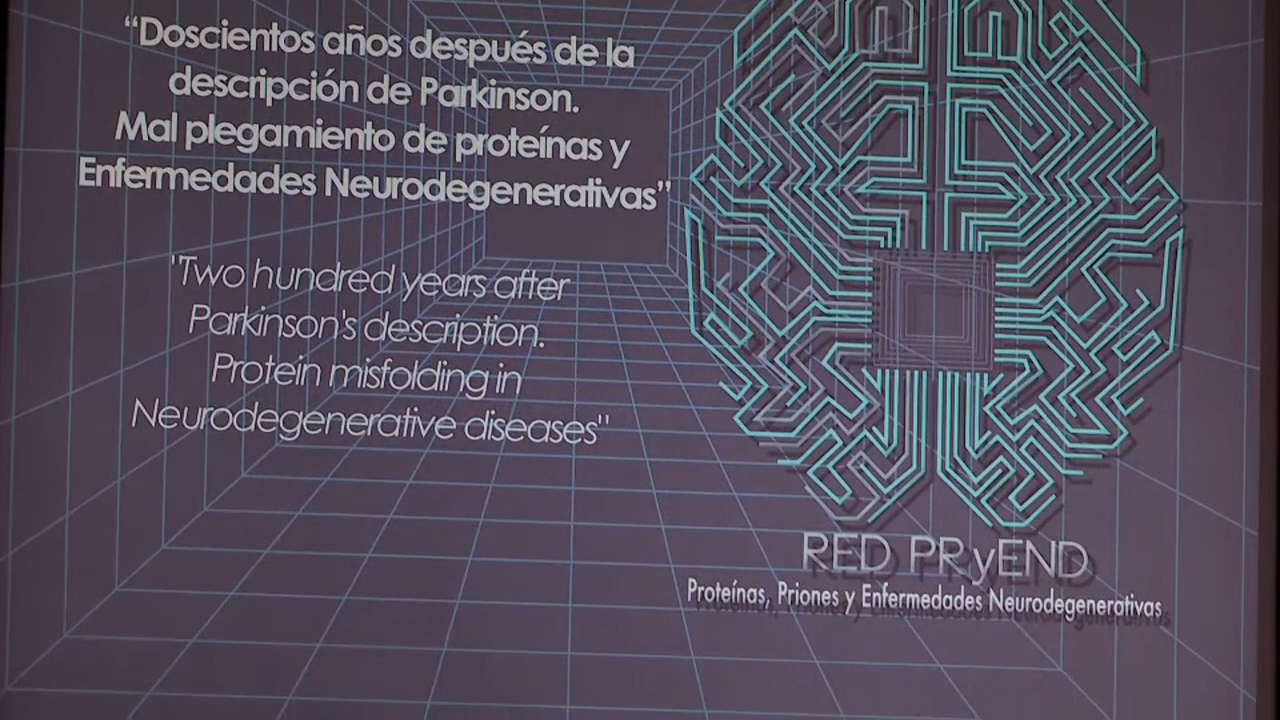 “Doscientos años después de la
descripción de Parkinson.
Mal plegamiento de proteínas y
Enfermedades Neurodegenerativas”
"Two hundred years after
Parkinson's description.
Protein misfolding in
Neurodegenerative diseases"
RED PRyEND
Proteínas, Priones y Enfermedades Neurodegenerativas